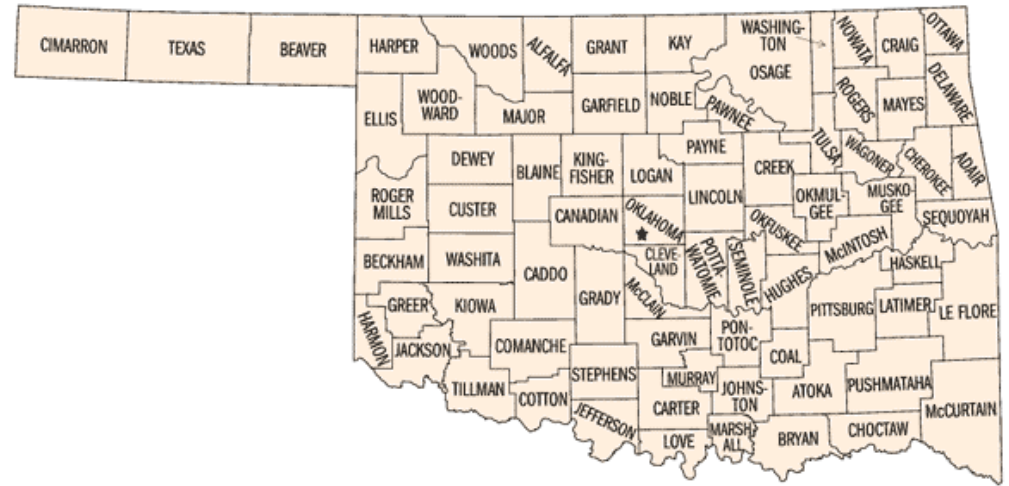 CIMARRON
TEXAS
BEAVER
HARPER
WOODS
ALFALFA
GRANT
KAY
WASHING-
TON
OSAGE
NOWATA
CRAIG
OTTAWA
ELLIS
WOOD-
WARD
MAJOR
GARFIELD
NOBLE
PAWNEE
ROGERS
MAYES
DELAWARE
DEWEY
BLAINE
KING-
FISHER
LOGAN
PAYNE
CREEK
TULSA
WAGONER
CHEROKEE
ADAIR
ROGER
MILLS
CUSTER
CANADIAN
OKLAHOMA
LINCOLN
OKFUSKEE
OKMUL-
GEE
MUSKO-
GEE
SEQUOYAH
BECKHAM
WASHITA
CADDO
GRADY
CLEVE-
LAND
McCLAIN
POTTA-
WATOMIE
SEMINOLE
HUGHES
McINTOSH
HASKELL
GREER
KIOWA
HARMON
JACKSON
COMANCHE
GARVIN
PON-
TOTOC
PITTSBURG
LATIMER
LE FLORE
COAL
TILLMAN
COTTON
STEPHENS
MURRAY
JOHNS-
TON
ATOKA
PUSHMATAHA
McCURTAIN
JEFFERSON
CARTER
LOVE
MARSH-
ALL
BRYAN
CHOCTAW